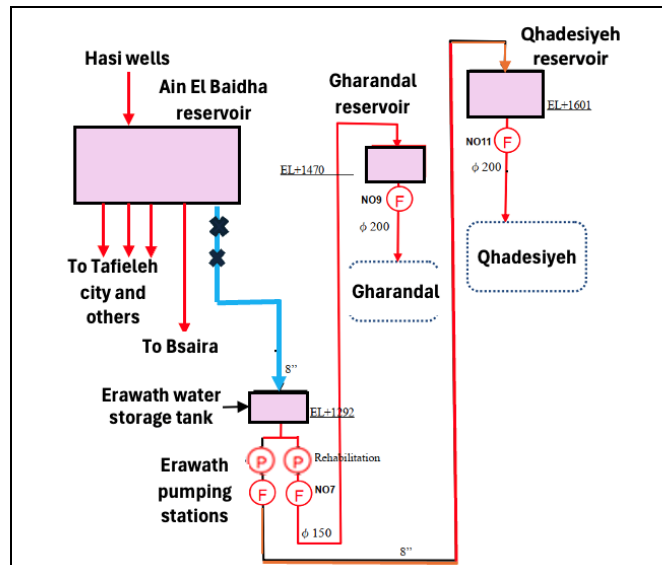 Hasi wells
Ain El Baidha
reservoir
Gharandal
reservoir
Qhadesiyeh
reservoir
EL+1601
NO11
F
ϕ 200
Qhadesiyeh
EL+1470
NO9
F
ϕ 200
Gharandal
To Tafieleh
city and
others
To Bsaira
8”
Erawath water
storage tank
EL+1292
P
P
Rehabilitation
Erawath
pumping
stations
F
F
NO7
ϕ 150
8”